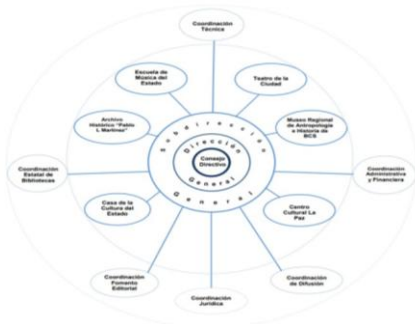 Coordinación
Técnica
Escuela de
Música del
Estado
Teatro de la
Ciudad
Archivo
Histórico "Pablo
L Martínez"
Museo Regional
de Antropología
e Historia de
BCS
Subdirección
General
Dirección
General
Consejo
Directivo
Coordinación
Estatal de
Bibliotecas
Coordinación
Administrativa
y Financiera
Casa de la
Cultura del
Estado
Centro
Cultural La
Paz
Coordinación
Fomento
Editorial
Coordinación
Jurídica
Coordinación
de Difusión